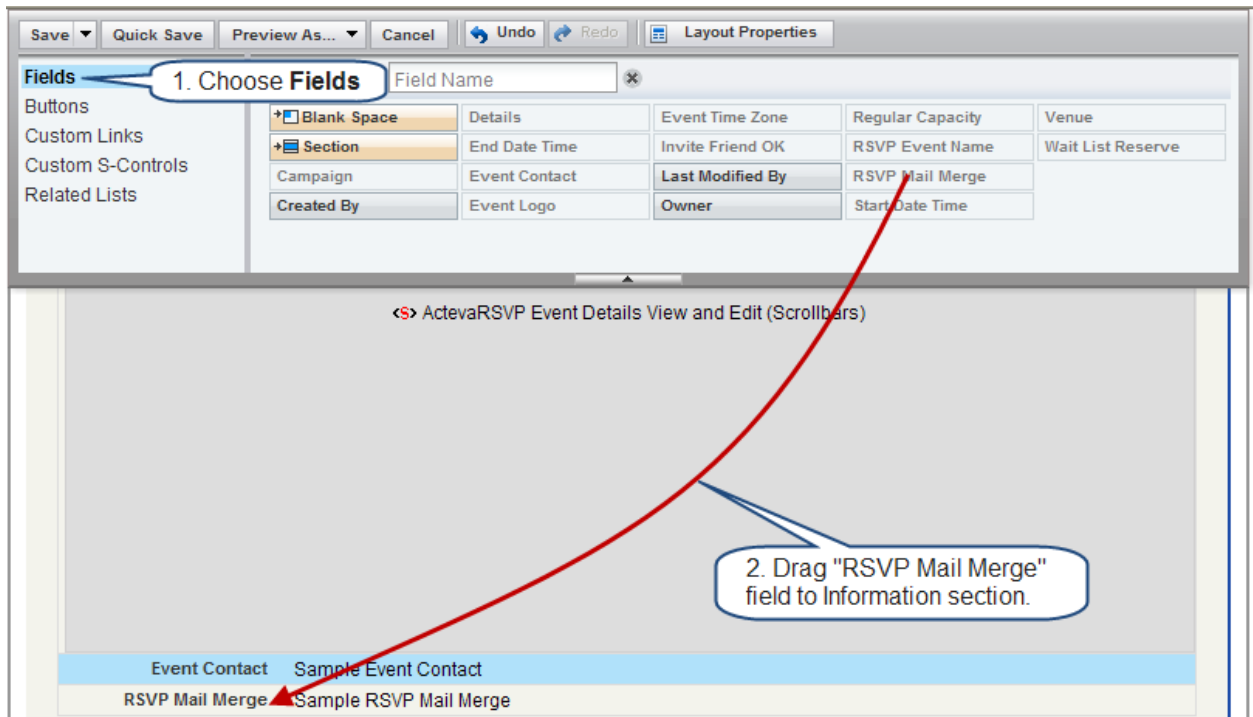 Save Quick Save Preview As... Cancel Undo Redo Layout Properties
Fields
Buttons
Custom Links
Custom S-Controls
Related Lists
1. Choose Fields
Field Name
Blank Space Details Event Time Zone Regular Capacity Venue
Section End Date Time Invite Friend OK RSVP Event Name Wait List Reserve
Campaign Event Contact Last Modified By RSVP Mail Merge
Created By Event Logo Owner Start Date Time
<S> ActevaRSVP Event Details View and Edit (Scrollbars)
2. Drag "RSVP Mail Merge"
field to Information section.
Event Contact Sample Event Contact
RSVP Mail Merge Sample RSVP Mail Merge